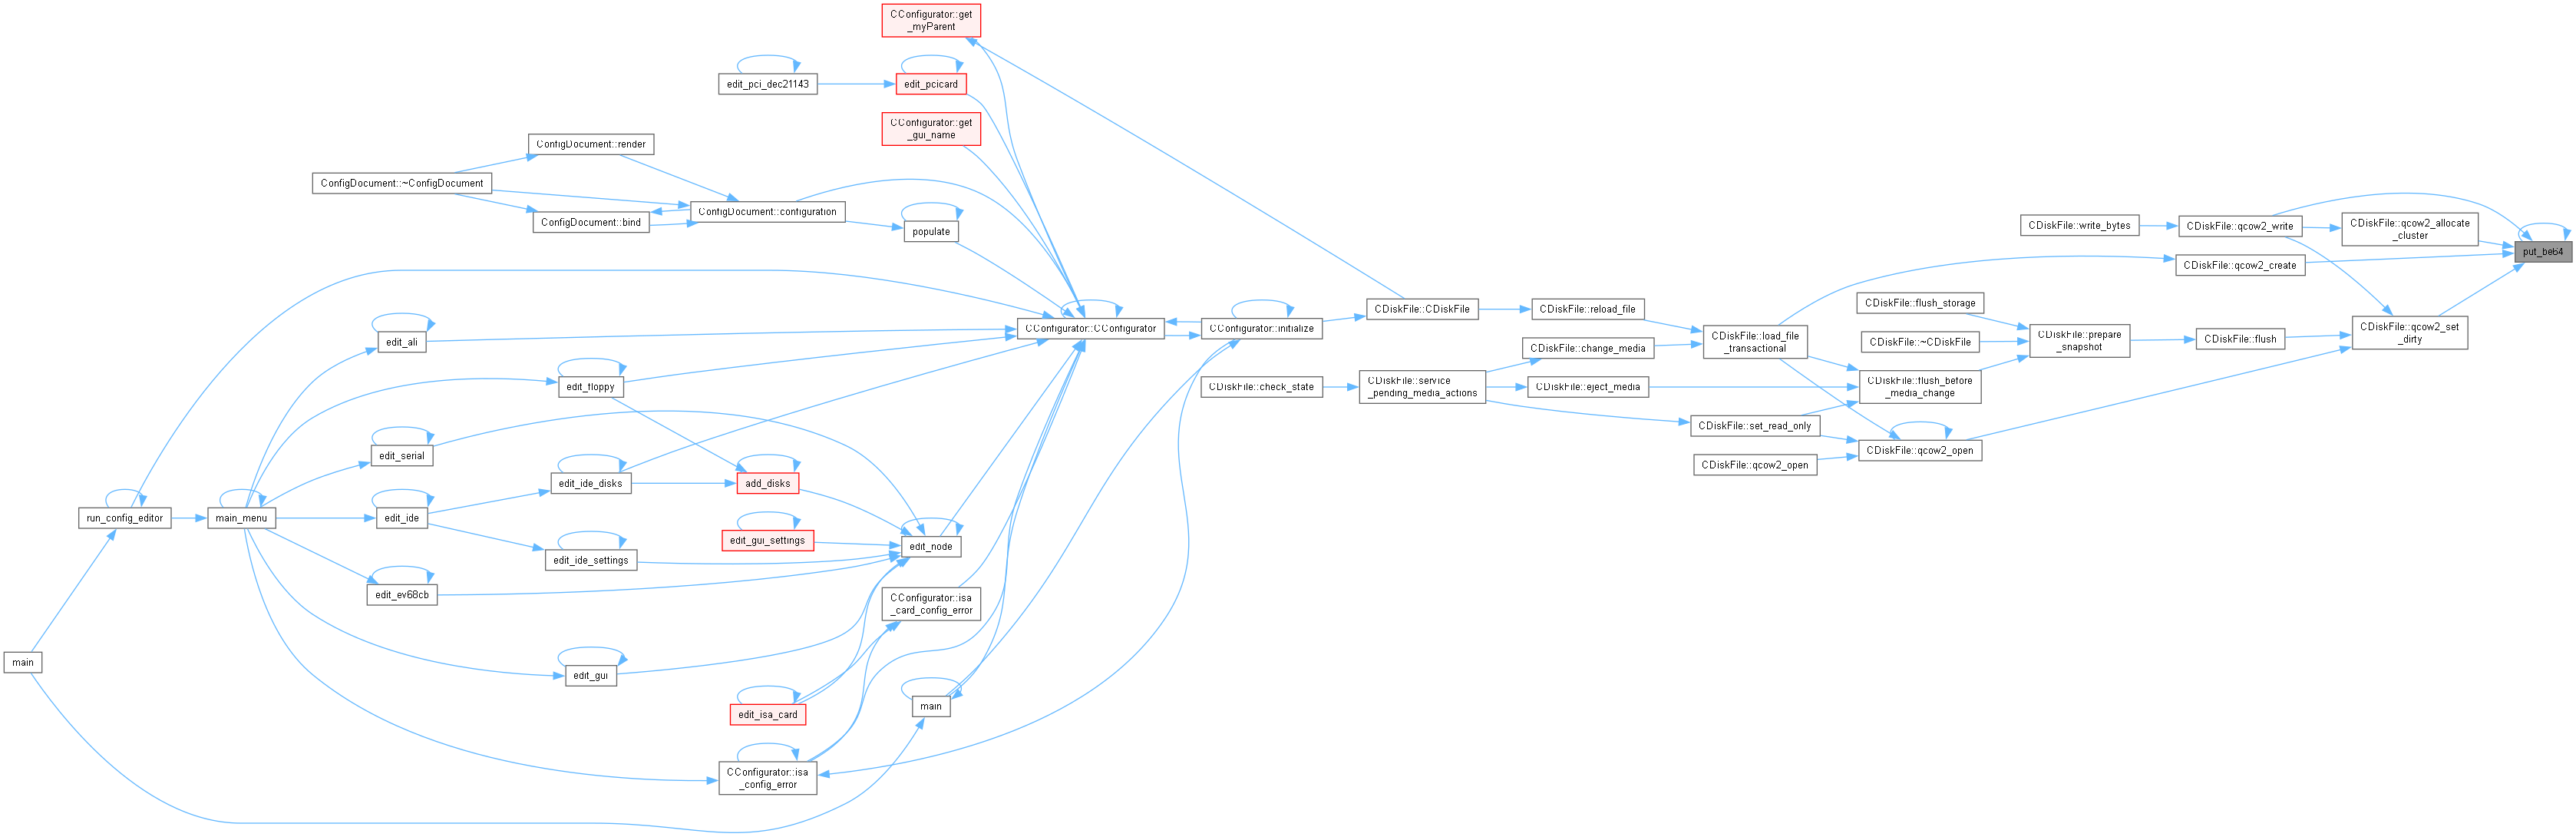 CConfigurator::get
_myParent
edit_pci_dec21143
edit_pcicard
CConfigurator::get
_gui_name
ConfigDocument::render
ConfigDocument::~ConfigDocument
ConfigDocument::bind
ConfigDocument::configuration
populate
CDiskFile::write_bytes
CDiskFile::qcow2_write
CDiskFile::qcow2_allocate
_cluster
put_be64
CDiskFile::qcow2_create
CConfigurator::CConfigurator
CConfigurator::initialize
CDiskFile::CDiskFile
CDiskFile::reload_file
CDiskFile::flush_storage
CDiskFile::load_file
_transactional
CDiskFile::~CDiskFile
CDiskFile::prepare
_snapshot
CDiskFile::flush
CDiskFile::qcow2_set
_dirty
edit_ali
CDiskFile::change_media
edit_floppy
CDiskFile::check_state
CDiskFile::service
_pending_media_actions
CDiskFile::eject_media
CDiskFile::flush_before
_media_change
CDiskFile::set_read_only
edit_serial
CDiskFile::qcow2_open
CDiskFile::qcow2_open
edit_ide_disks
add_disks
run_config_editor
main_menu
edit_ide
edit_gui_settings
edit_node
edit_ide_settings
edit_ev68cb
CConfigurator::isa
_card_config_error
main
edit_gui
edit_isa_card
main
CConfigurator::isa
_config_error